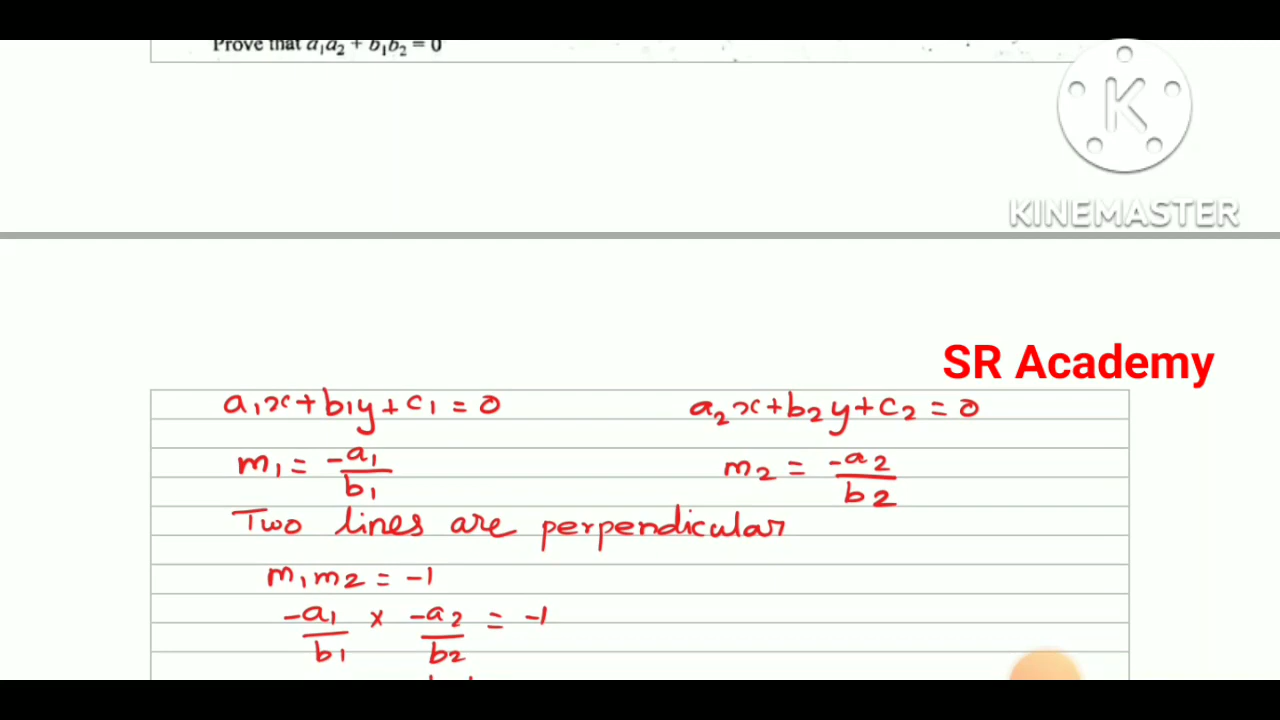 Prove that a₁a₂ + b₁b₂ = 0
K
KINEMASTER
SR Academy
a₁x+b₁y+c₁ = 0 a₂x+b₂y+c₂ = 0
m₁ = -a₁/b₁ m₂ = -a₂/b₂
Two lines are perpendicular
m₁m₂ = -1
-a₁/b₁ × -a₂/b₂ = -1